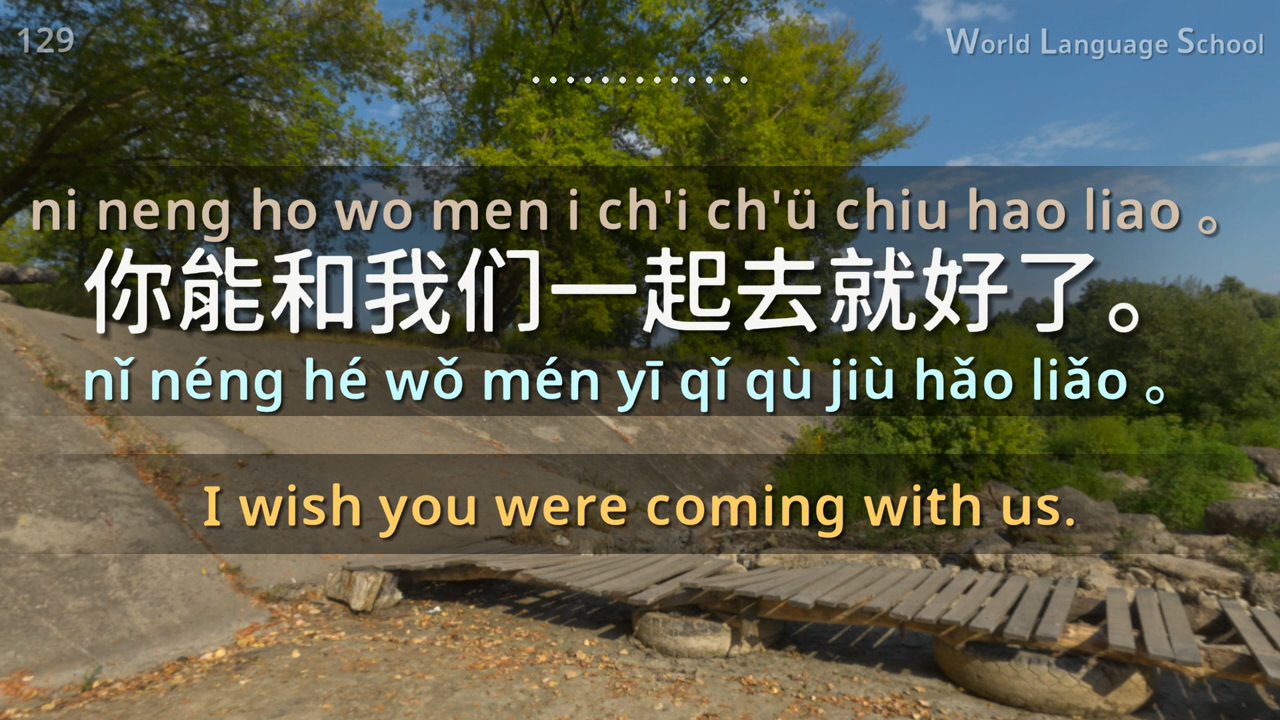 129
World Language School
.............
ni neng ho wo men i ch'i ch'ü chiu hao liao 。
你能和我们一起去就好了。
nǐ néng hé wǒ mén yī qǐ qù jiù hǎo liǎo 。
I wish you were coming with us.